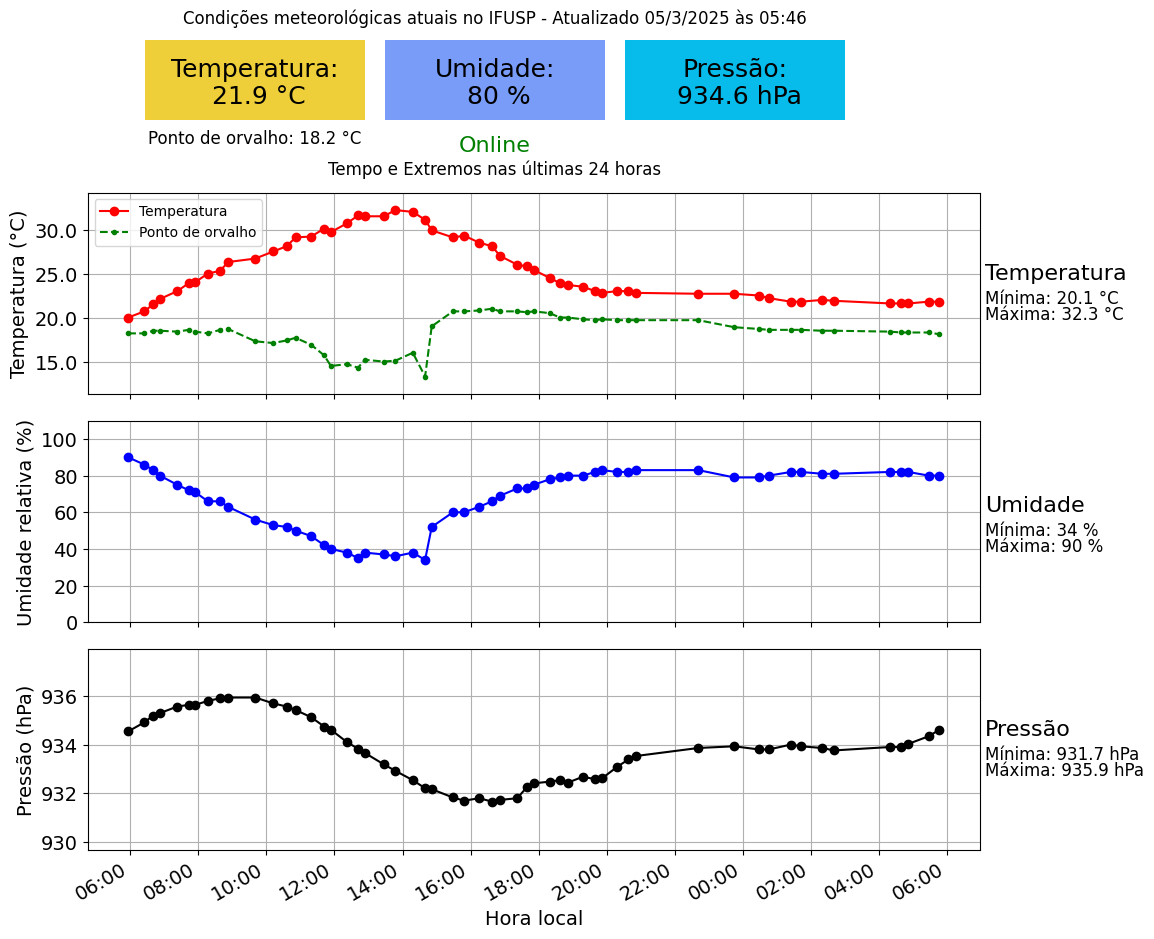 Condições meteorológicas atuais no IFUSP - Atualizado 05/3/2025 às 05:46
Temperatura:
21.9 °C
Umidade:
80 %
Pressão:
934.6 hPa
Ponto de orvalho: 18.2 °C
Online
Tempo e Extremos nas últimas 24 horas
Temperatura (°C)
30.0
25.0
20.0
15.0
Temperatura
Ponto de orvalho
Temperatura
Mínima: 20.1 °C
Máxima: 32.3 °C
Umidade relativa (%)
100
80
60
40
20
0
Umidade
Mínima: 34 %
Máxima: 90 %
Pressão (hPa)
936
934
932
930
Pressão
Mínima: 931.7 hPa
Máxima: 935.9 hPa
06:00 08:00 10:00 12:00 14:00 16:00 18:00 20:00 22:00 00:00 02:00 04:00 06:00
Hora local